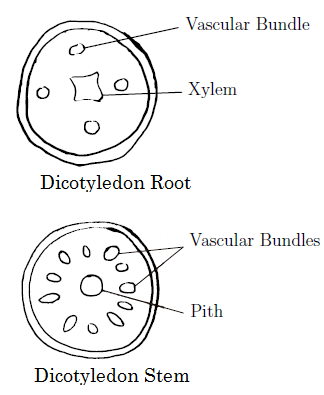 Vascular Bundle
Xylem
Dicotyledon Root
Vascular Bundles
Pith
Dicotyledon Stem